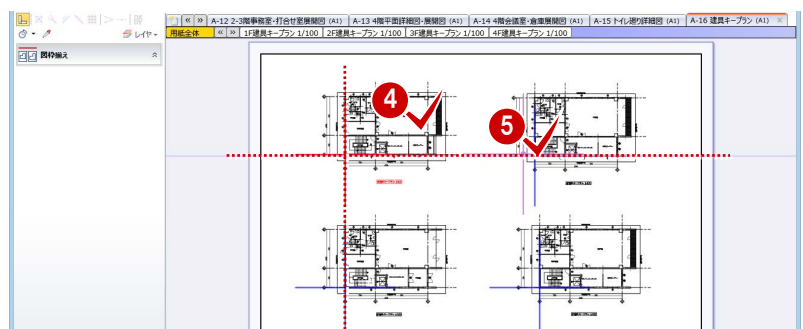 A-12 2-3階事務室・打合せ室展開図 (A1) A-13 4階平面詳細図・展開図 (A1) A-14 4階会議室・倉庫展開図 (A1) A-15 トイレ廻り詳細図 (A1) A-16 建具キープラン (A1) ×
レイヤ
用紙全体 1F建具キープラン 1/100 2F建具キープラン 1/100 3F建具キープラン 1/100 4F建具キープラン 1/100
図枠揃え
4
5